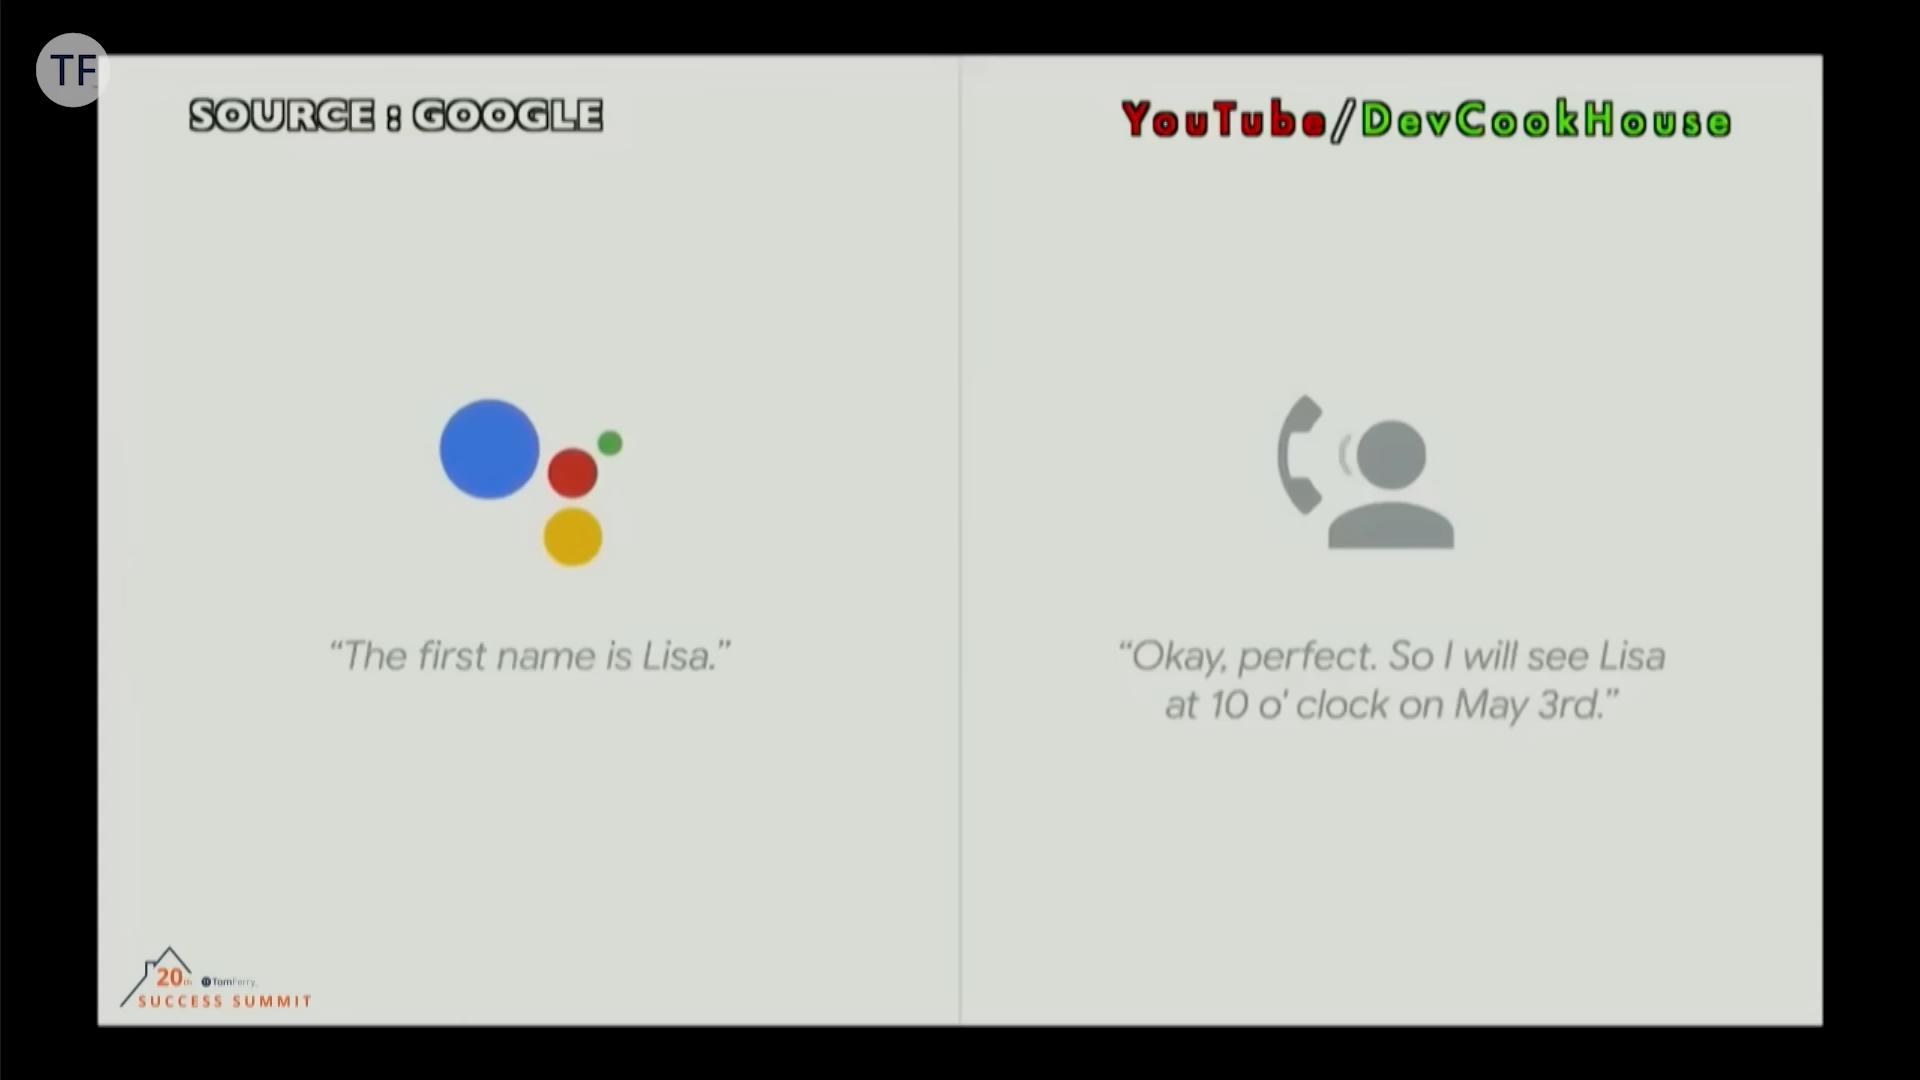 TF
SOURCE : GOOGLE
YouTube/DevCookHouse
“The first name is Lisa.”
“Okay, perfect. So I will see Lisa
at 10 o' clock on May 3rd.”
20th TomFerry
SUCCESS SUMMIT